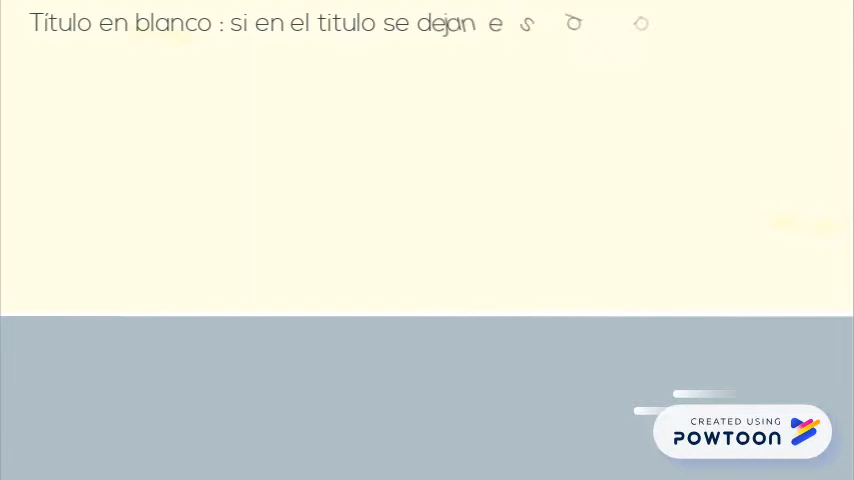 Título en blanco : si en el titulo se dejan
CREATED USING
POWTOON